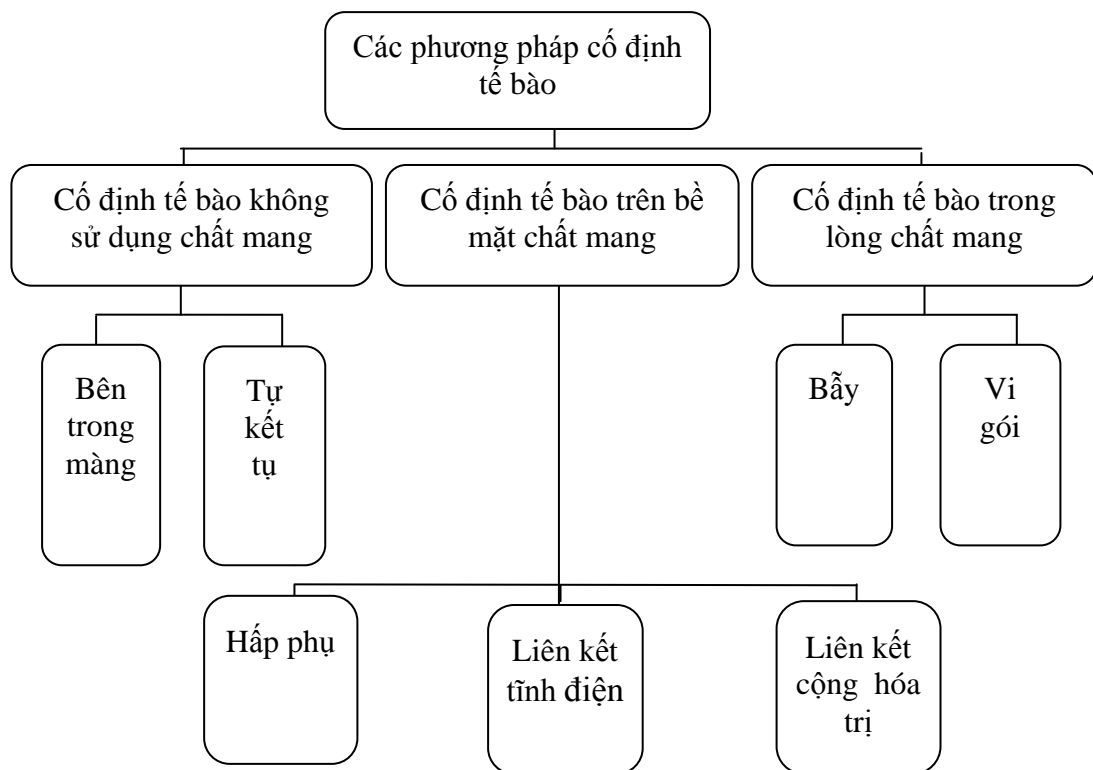 Các phương pháp cố định
tế bào
Cố định tế bào không
sử dụng chất mang
Cố định tế bào trên bề
mặt chất mang
Cố định tế bào trong
lòng chất mang
Bên
trong
màng
Tự
kết
tụ
Bẫy
Vi
gói
Hấp phụ
Liên kết
tĩnh điện
Liên kết
cộng hóa
trị